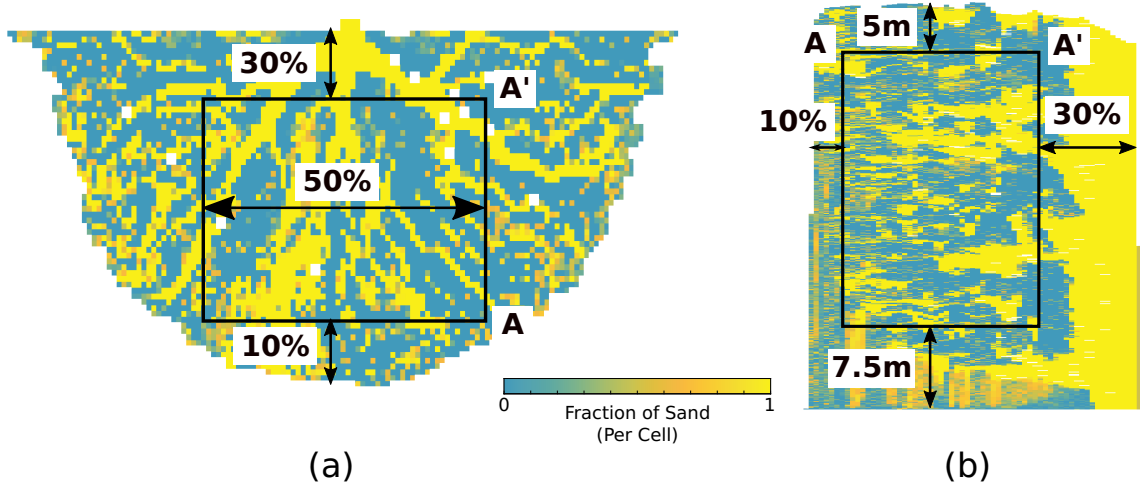 30%
A'
50%
A
10%
0
1
Fraction of Sand
(Per Cell)
(a)
5m
A
A'
10%
30%
7.5m
(b)